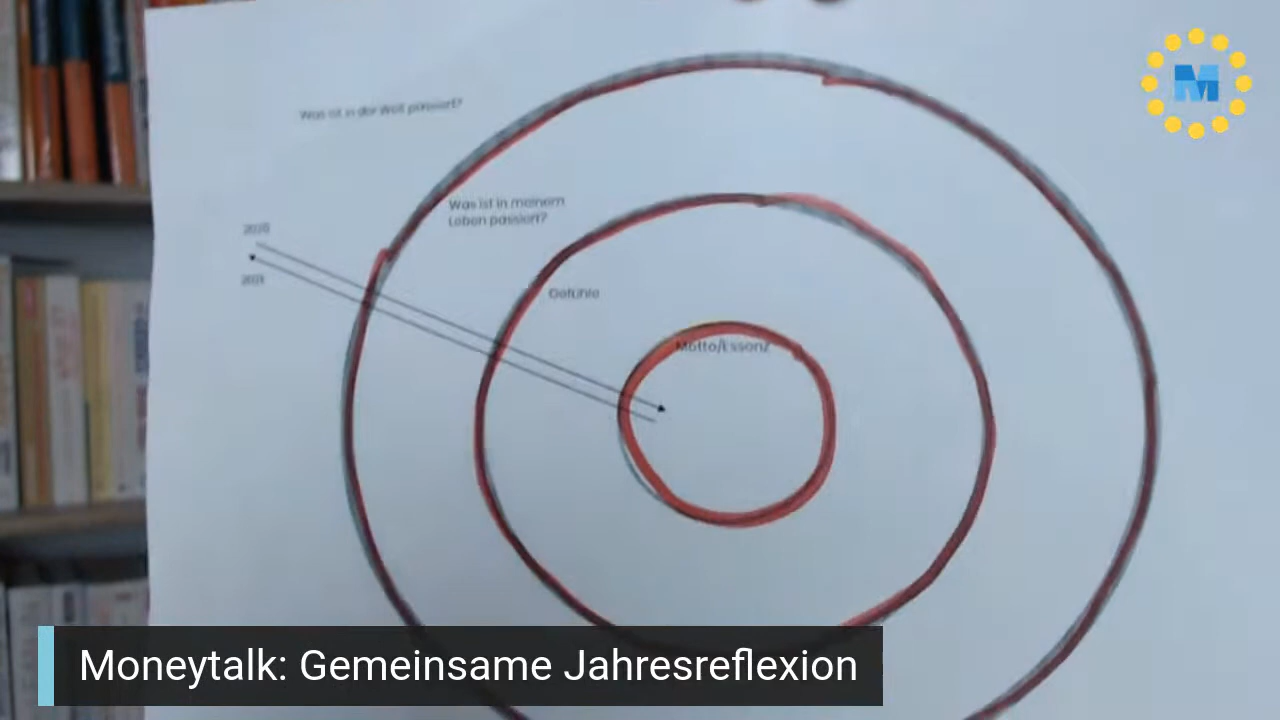 M
Was ist in der Welt passiert?
Was ist in meinem
Leben passiert?
2020
2021
Gefühle
Motto/Essenz
Moneytalk: Gemeinsame Jahresreflexion